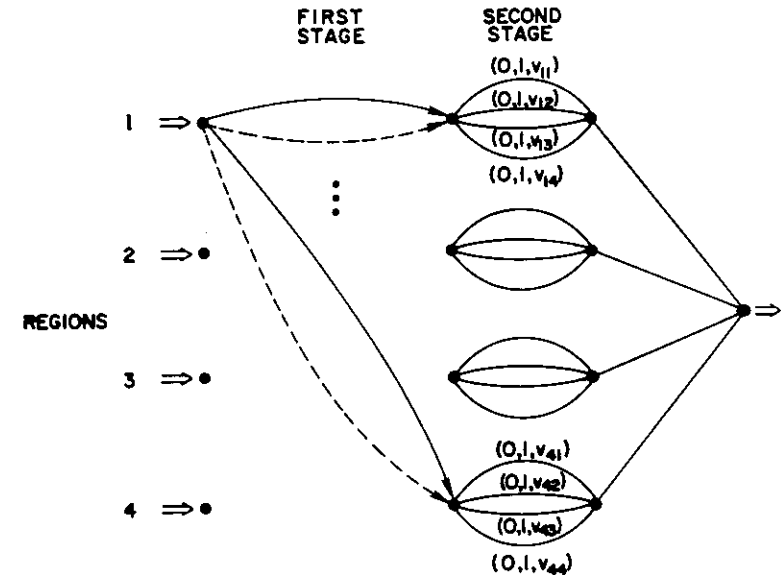 FIRST STAGE
SECOND STAGE
(0,1,v11)
(0,1,v12)
(0,1,v13)
(0,1,v14)
1 ⇒
2 ⇒
REGIONS
3 ⇒
4 ⇒
(0,1,v41)
(0,1,v42)
(0,1,v43)
(0,1,v44)
⇒